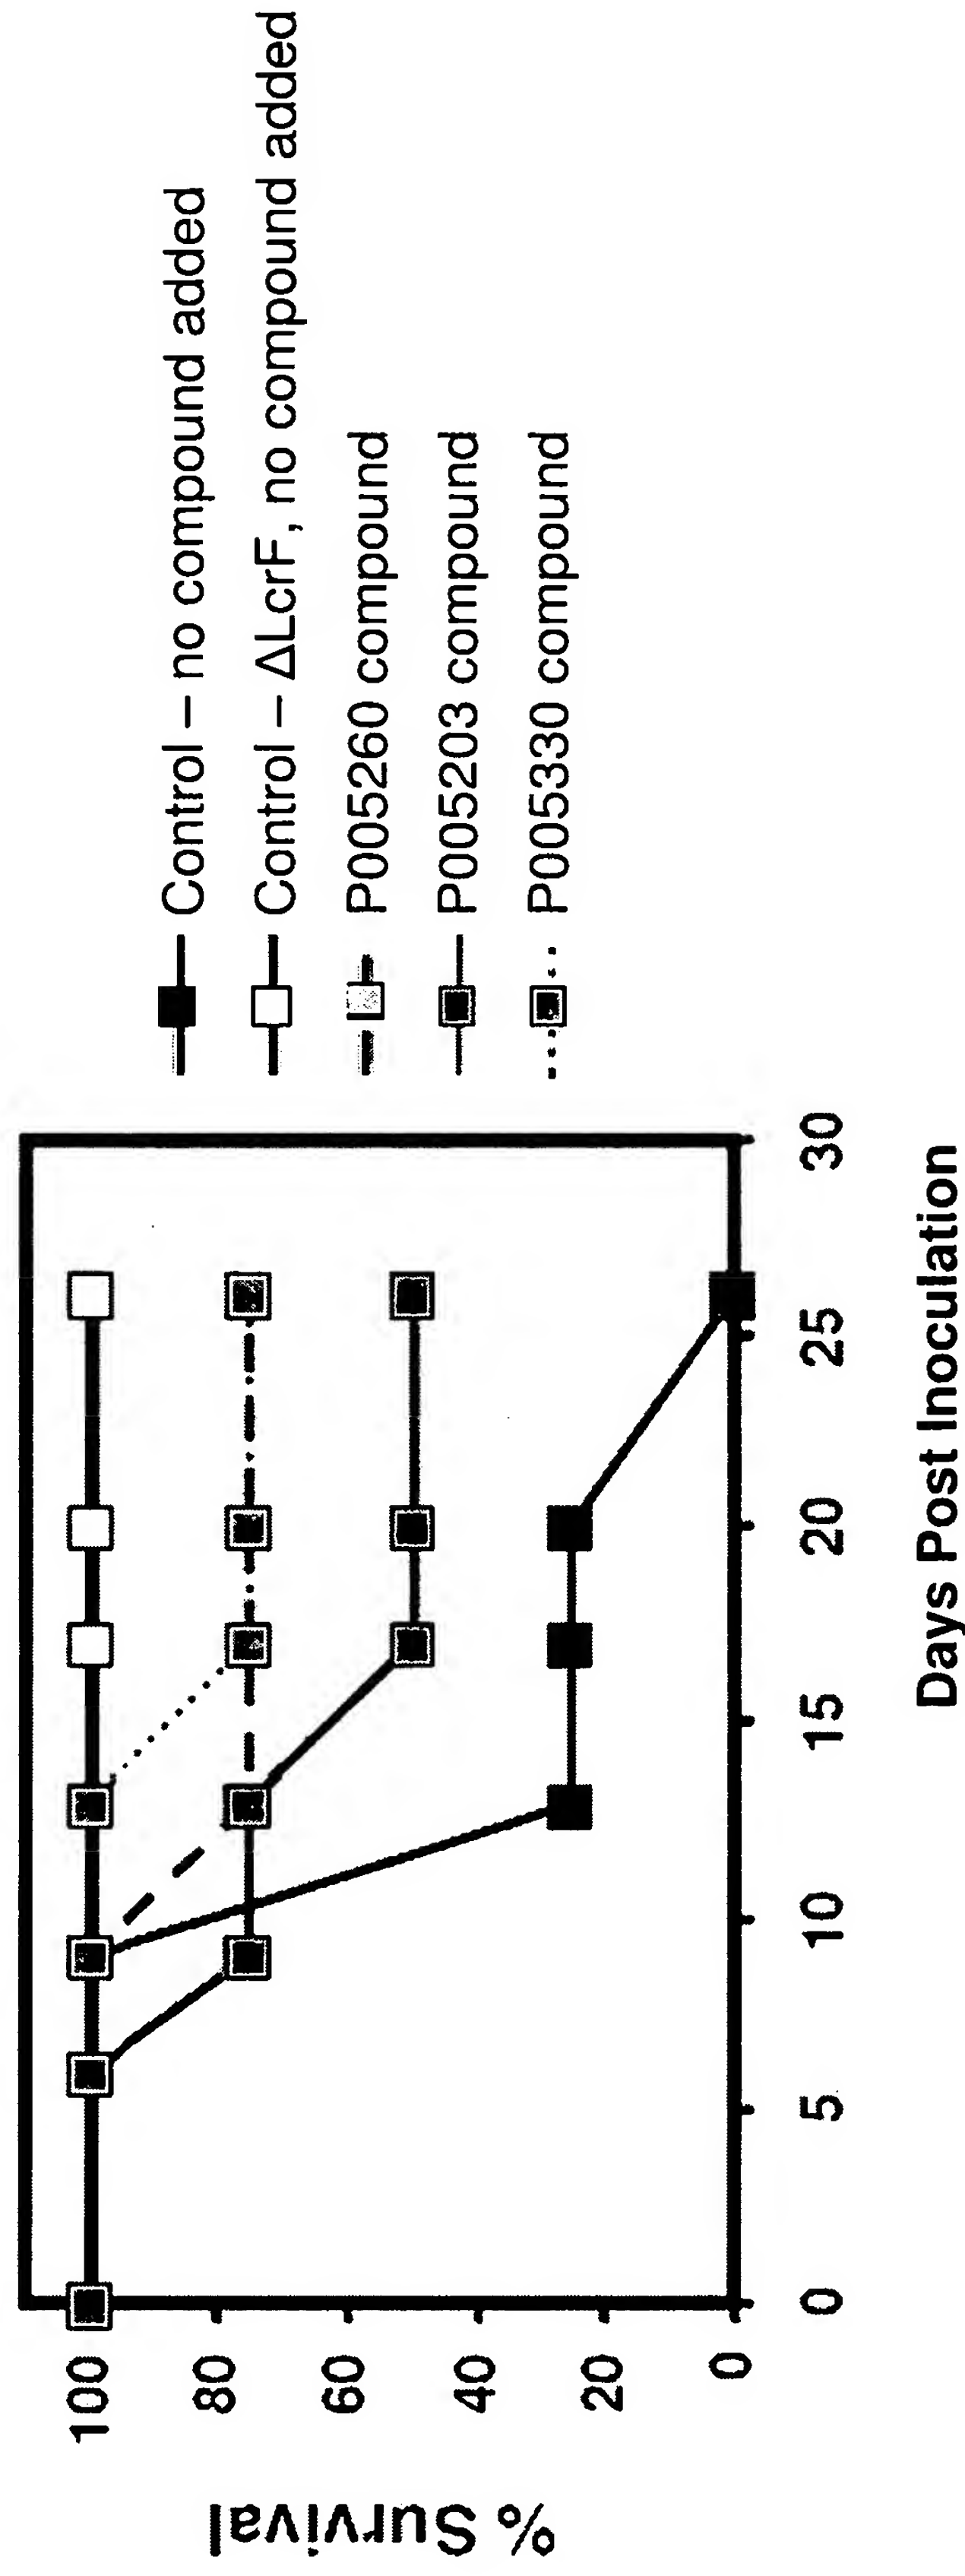 % Survival
100
80
60
40
20
0
0
5
10
15
20
25
30
Days Post Inoculation
Control – no compound added
Control – ΔLcrF, no compound added
P005260 compound
P005203 compound
P005330 compound